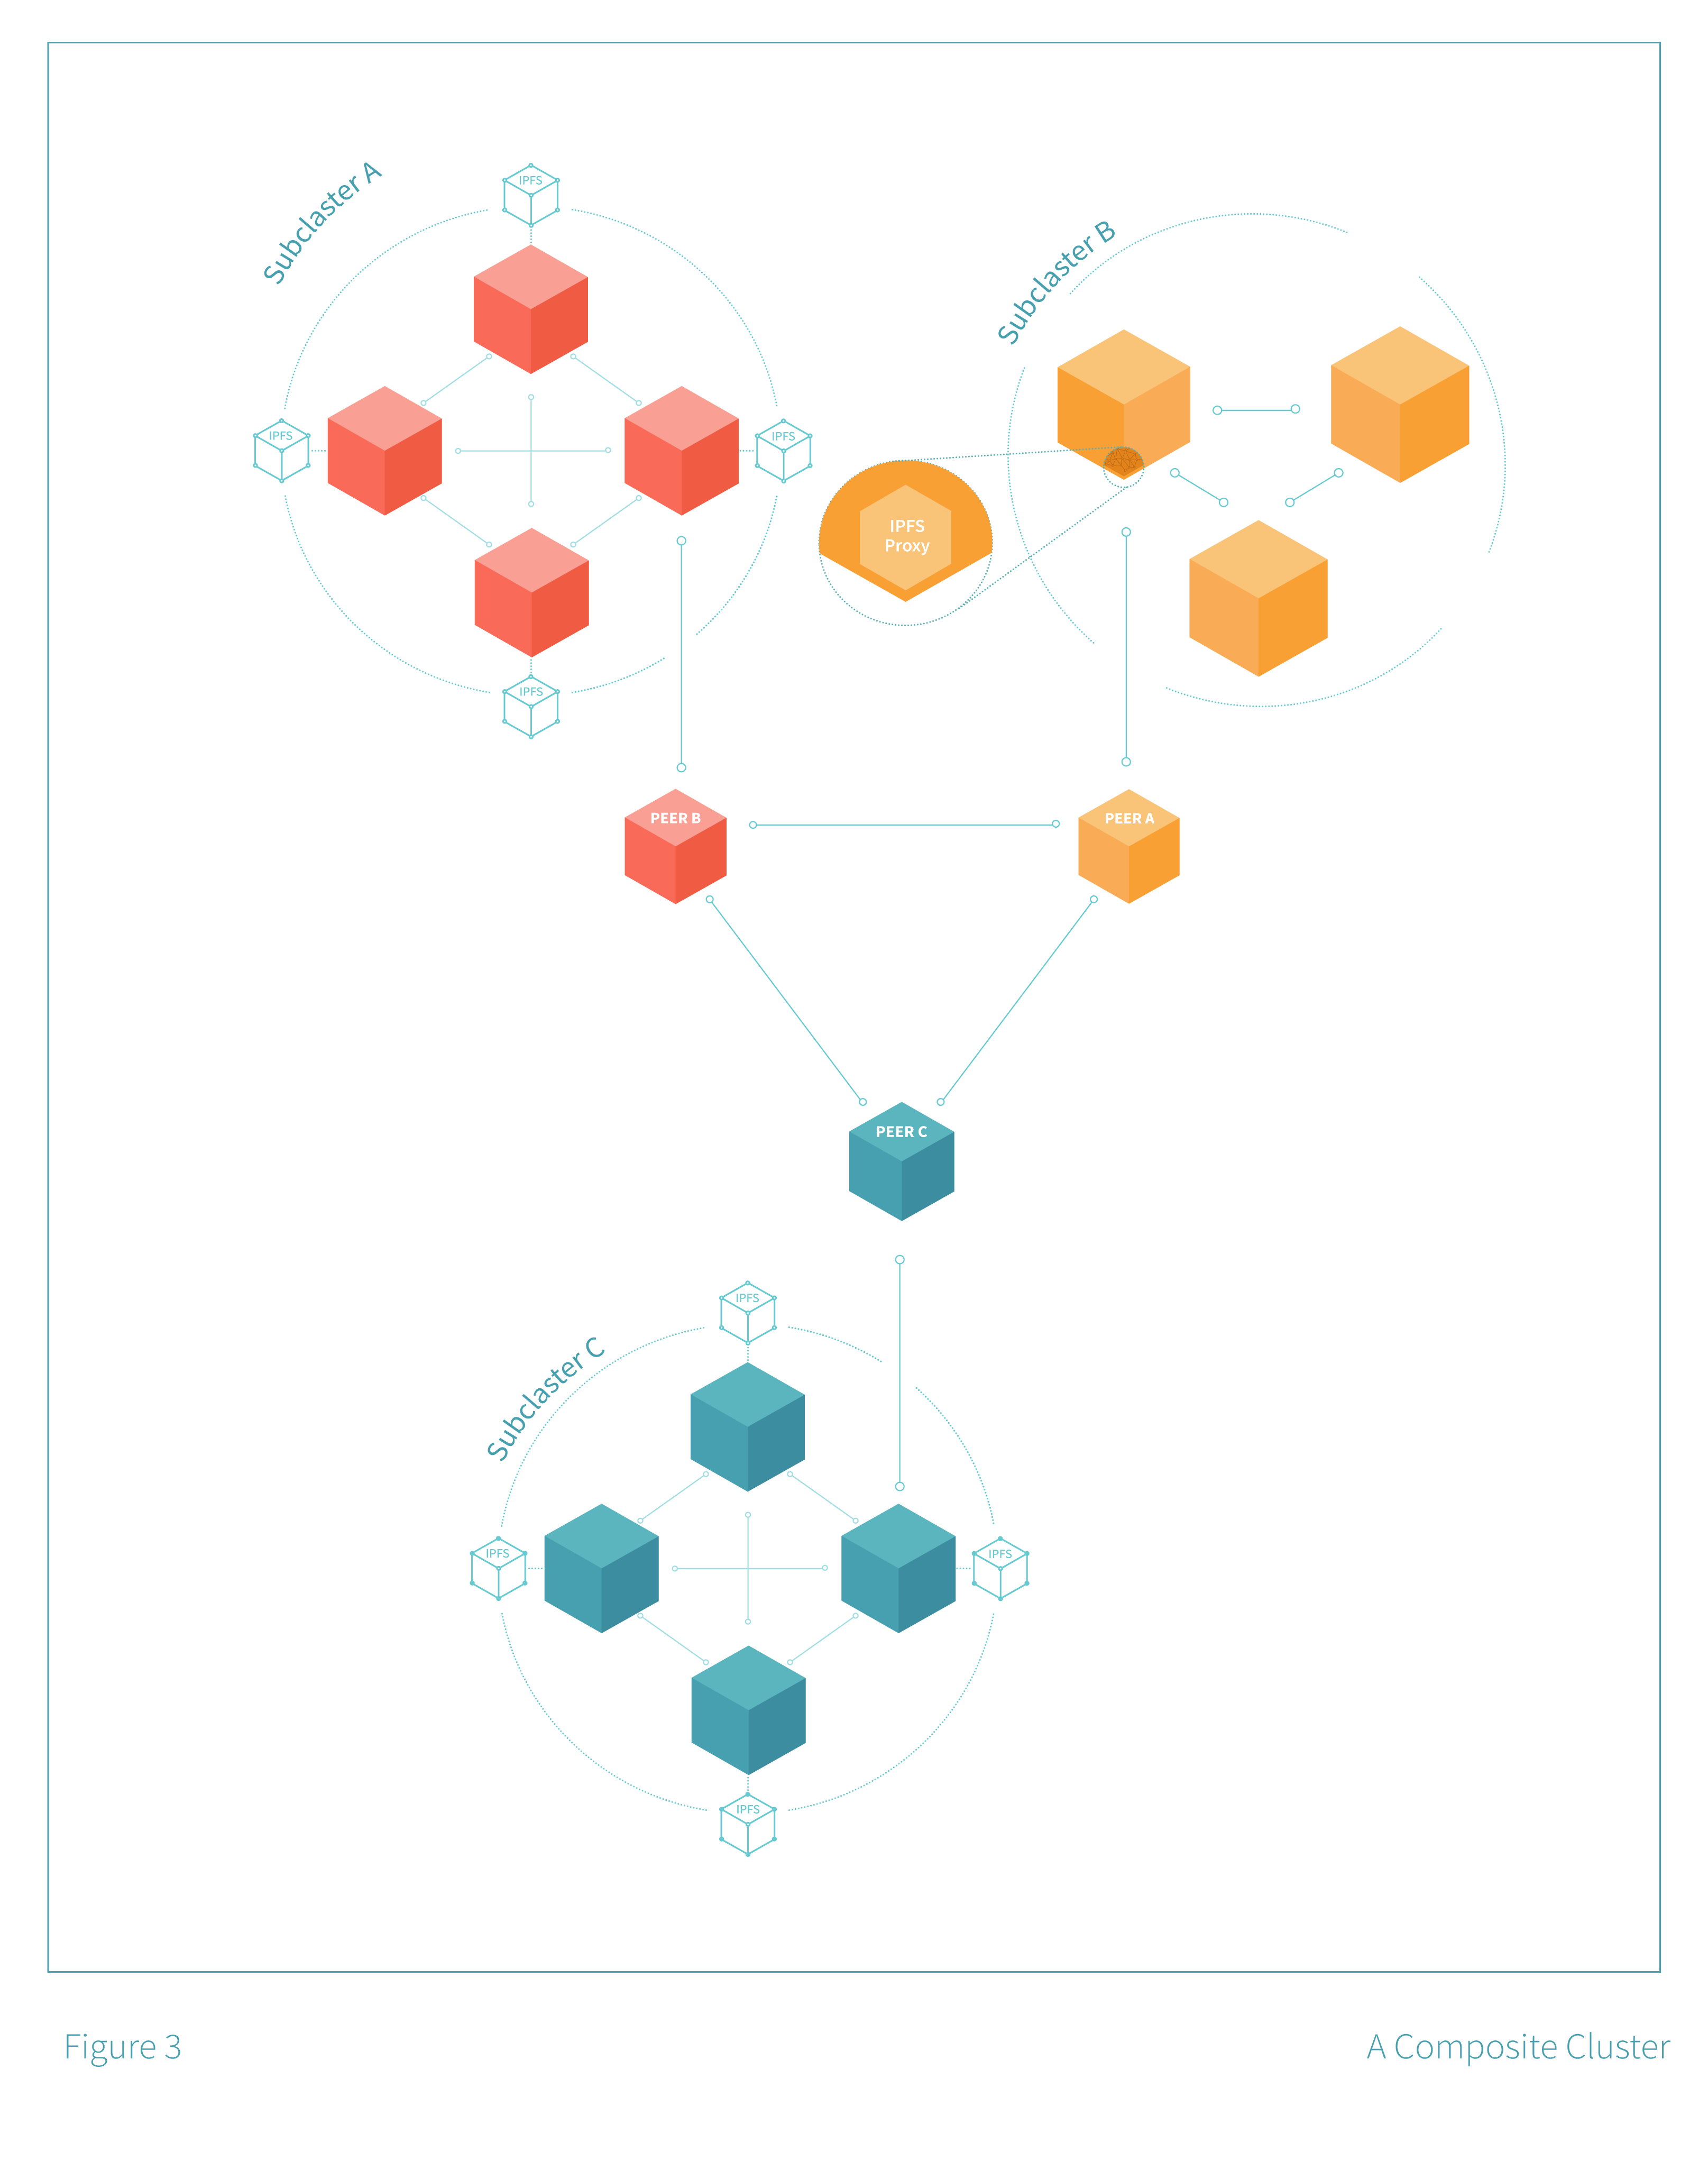 Subclaster A
IPFS
Subclaster B
IPFS
IPFS
IPFS
Proxy
IPFS
PEER B
PEER A
PEER C
IPFS
Subclaster C
IPFS
IPFS
IPFS
Figure 3
A Composite Cluster